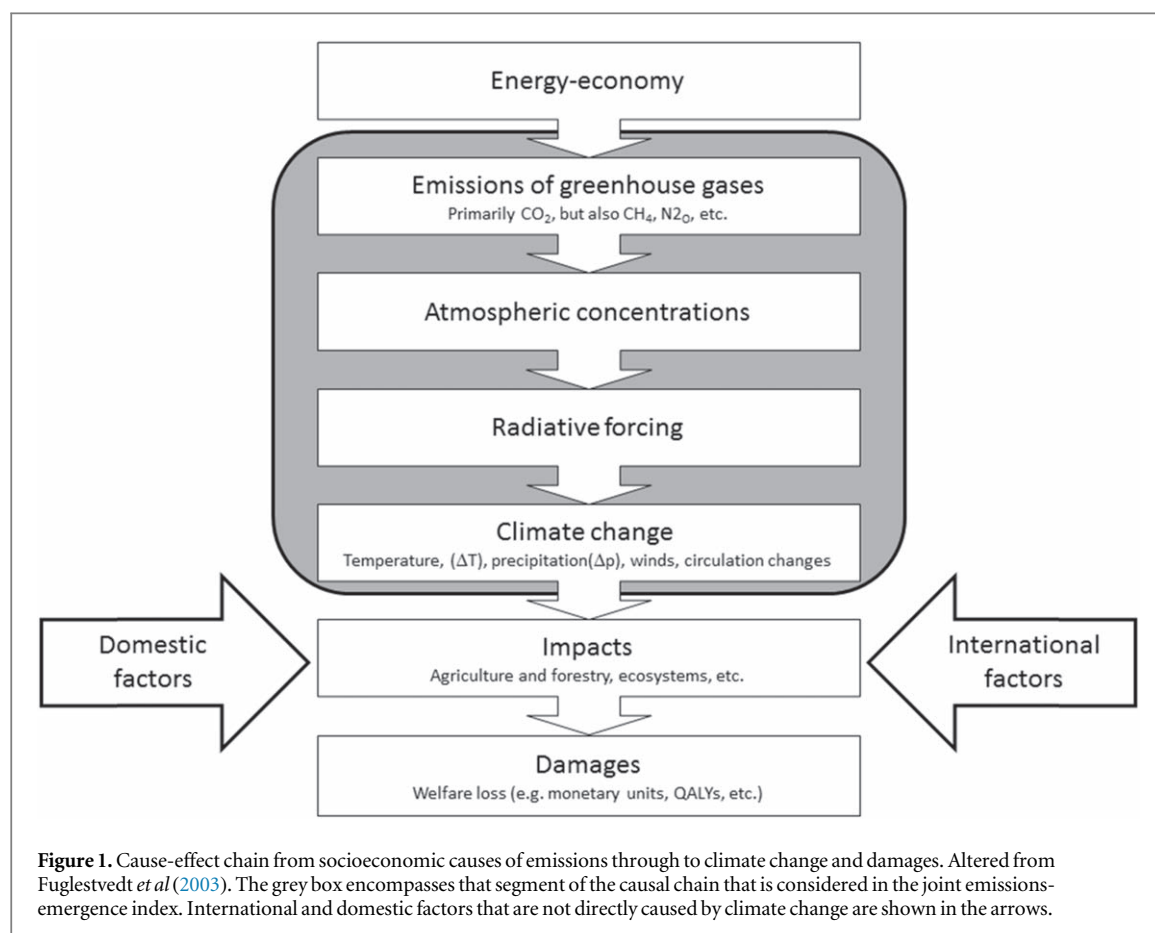 Energy-economy
Emissions of greenhouse gases
Primarily CO₂, but also CH₄, N2₀, etc.
Atmospheric concentrations
Radiative forcing
Climate change
Temperature, (ΔT), precipitation(Δp), winds, circulation changes
Domestic
factors
Impacts
Agriculture and forestry, ecosystems, etc.
International
factors
Damages
Welfare loss (e.g. monetary units, QALYs, etc.)
Figure 1. Cause-effect chain from socioeconomic causes of emissions through to climate change and damages. Altered from
Fuglestvedt et al (2003). The grey box encompasses that segment of the causal chain that is considered in the joint emissions-
emergence index. International and domestic factors that are not directly caused by climate change are shown in the arrows.